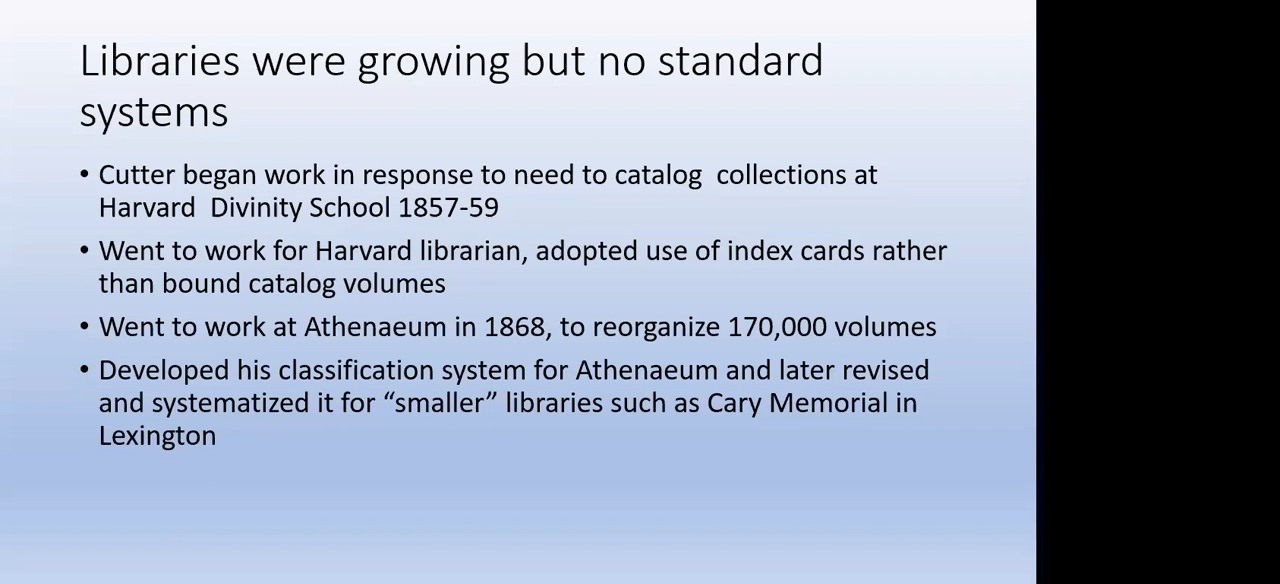 Libraries were growing but no standard
systems
• Cutter began work in response to need to catalog  collections at
Harvard  Divinity School 1857-59
• Went to work for Harvard librarian, adopted use of index cards rather
than bound catalog volumes
• Went to work at Athenaeum in 1868, to reorganize 170,000 volumes
• Developed his classification system for Athenaeum and later revised
and systematized it for “smaller” libraries such as Cary Memorial in
Lexington